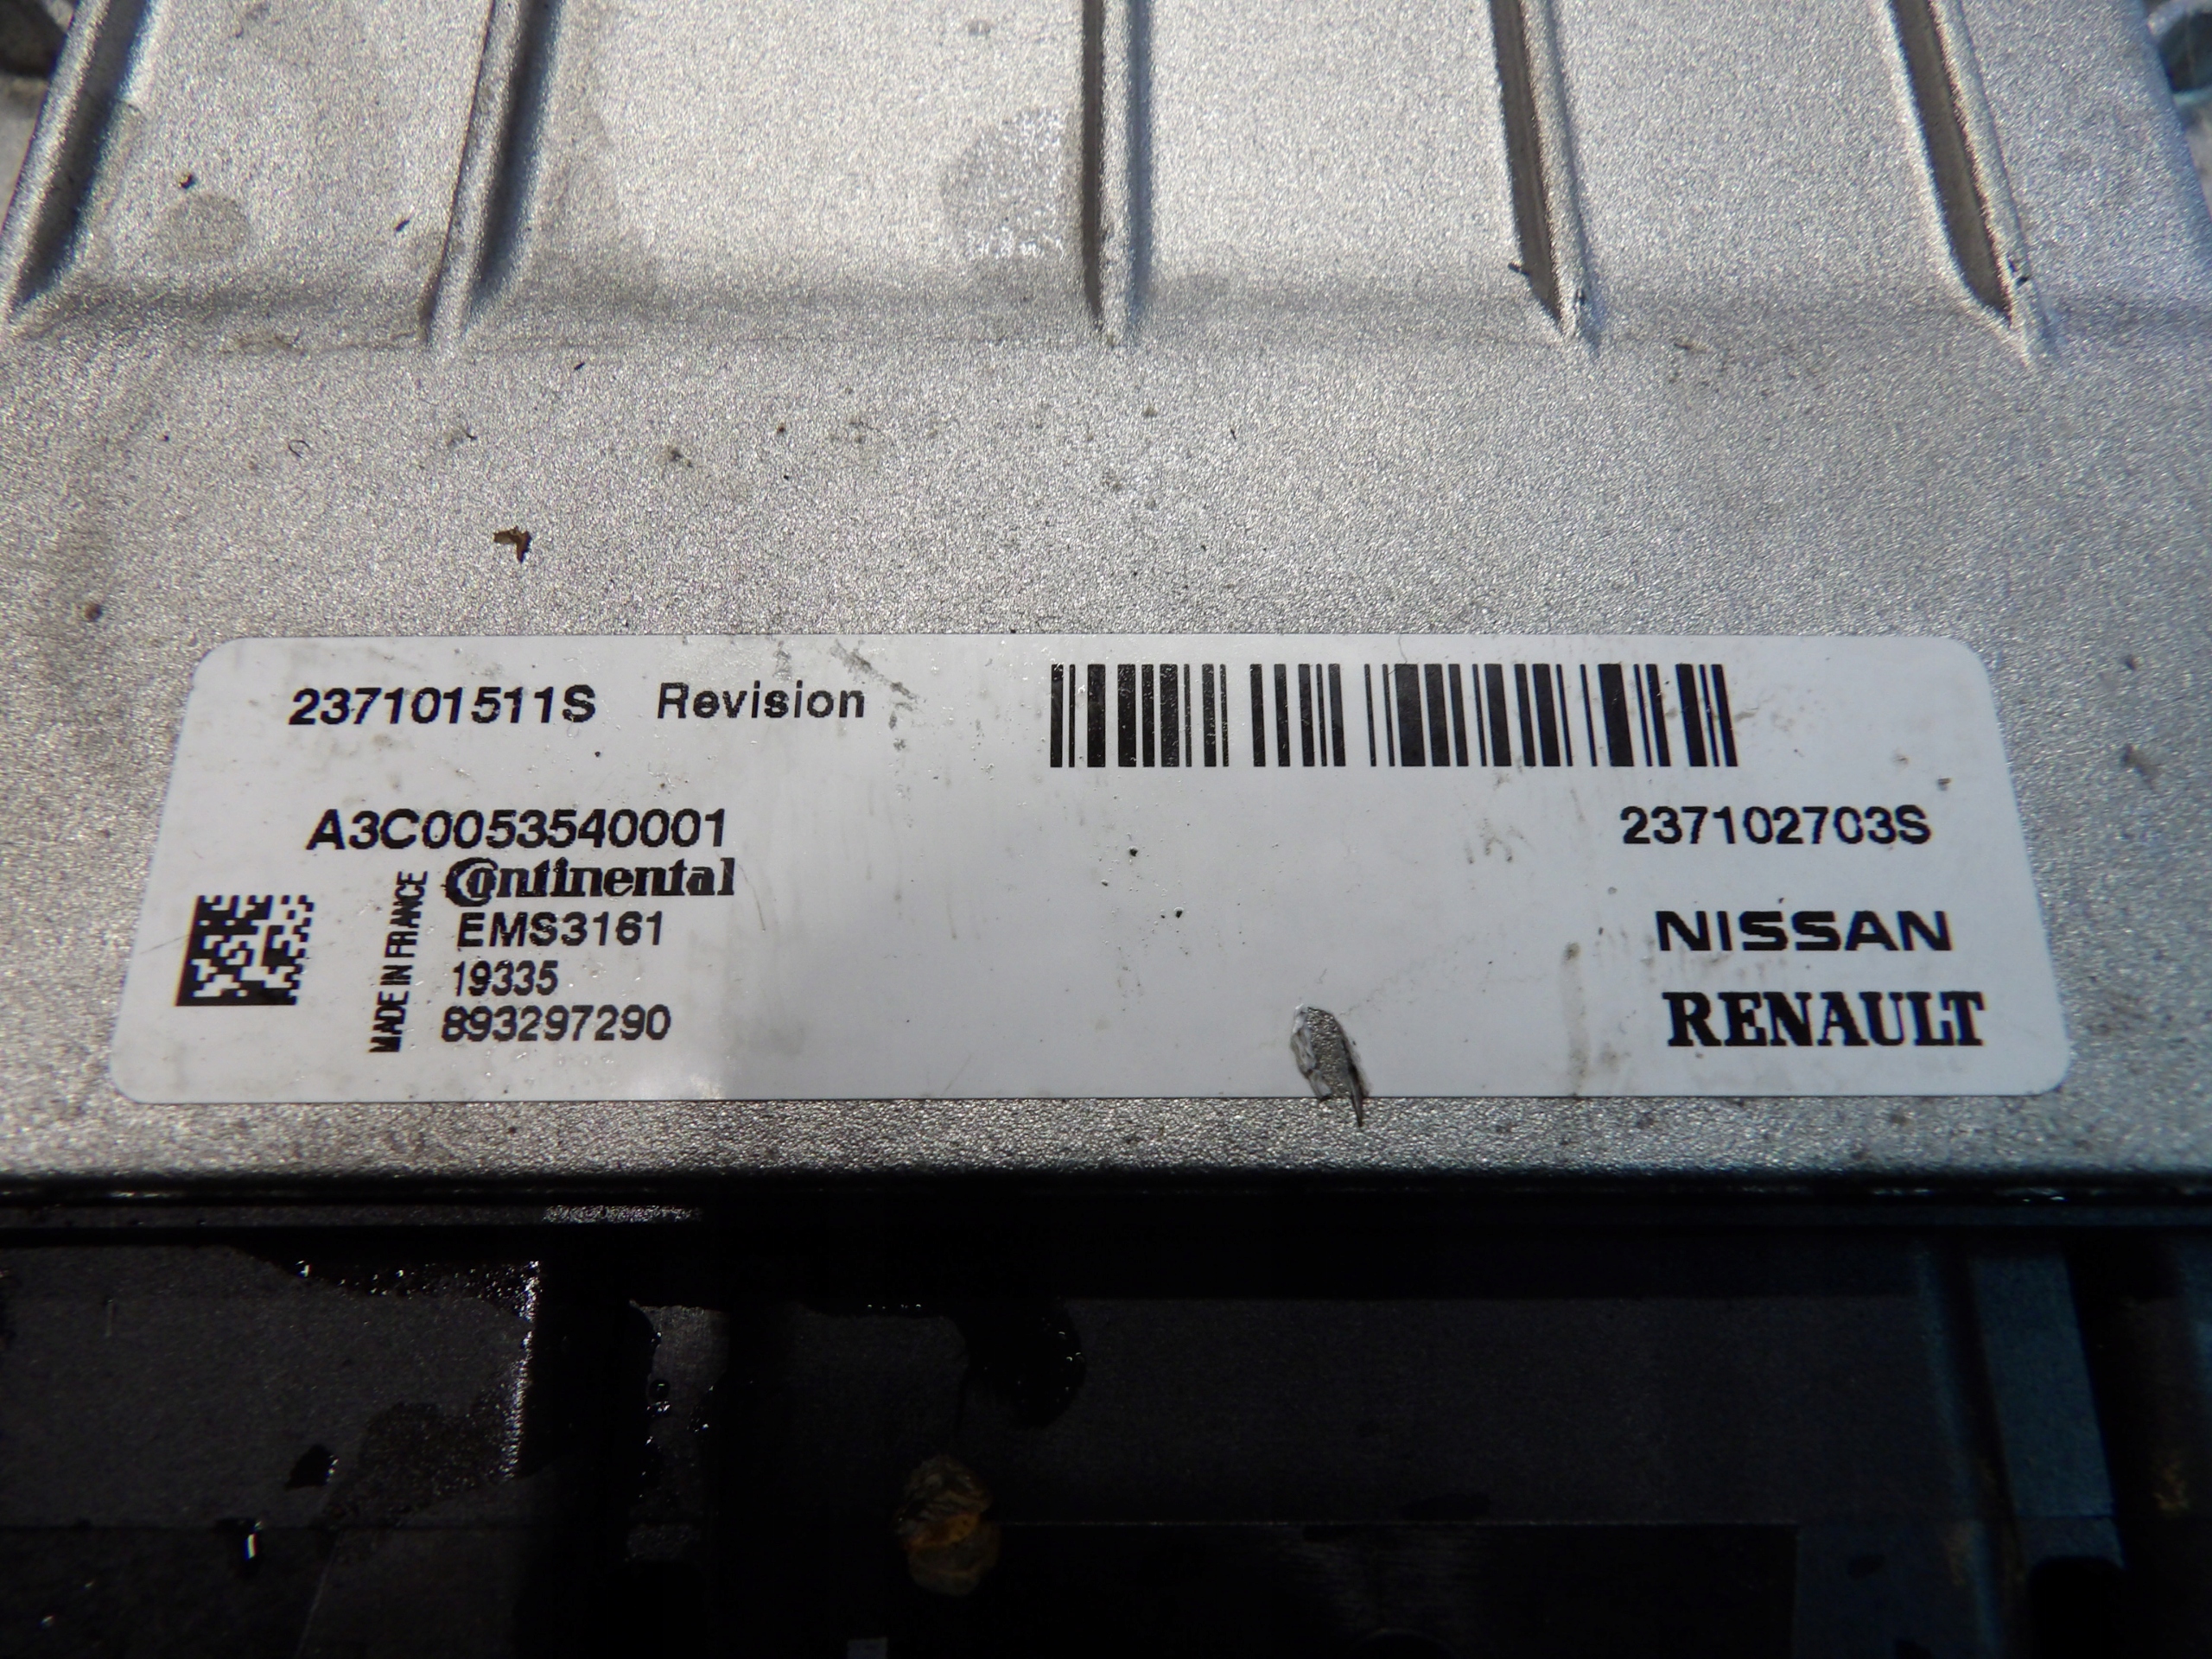 237101511S Revision
A3C0053540001
237102703S
Continental
MADE IN FRANCE
EMS3161
NISSAN
19335
893297290
RENAULT